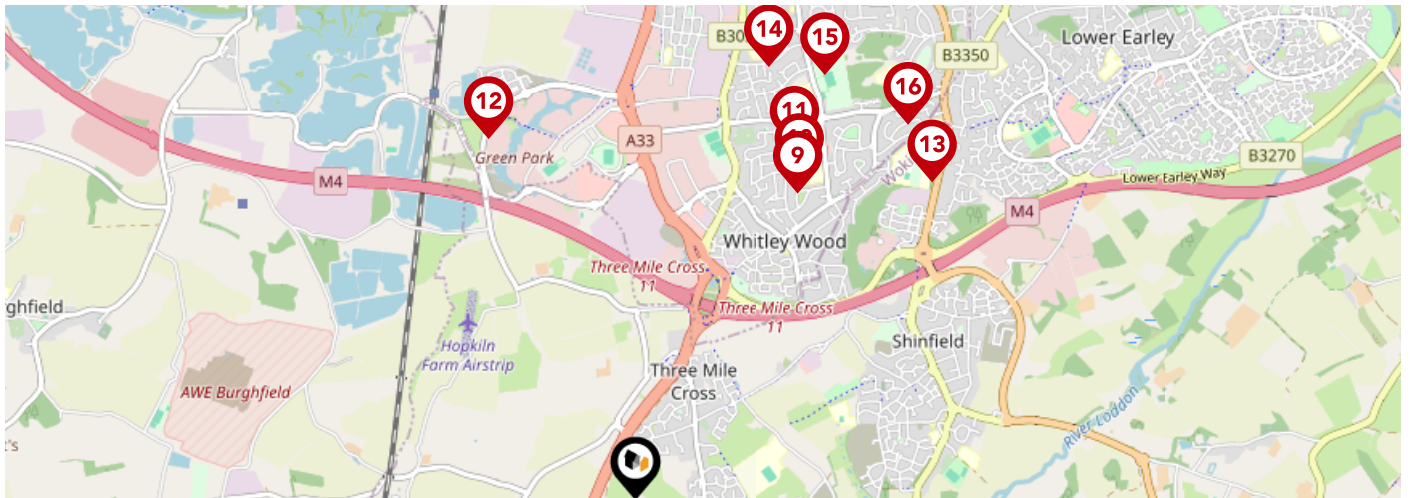 14
15
B30
Lower Earley
B3350
16
12
11
A33
13
9
Green Park
B3270
M4
Lower Earley Way
M4
Whitley Wood
Three Mile Cross
11
Three Mile Cross
11
ghfield
Hopkiln
Farm Airstrip
Shinfield
Three Mile
Cross
AWE Burghfield
River Loddon
t's